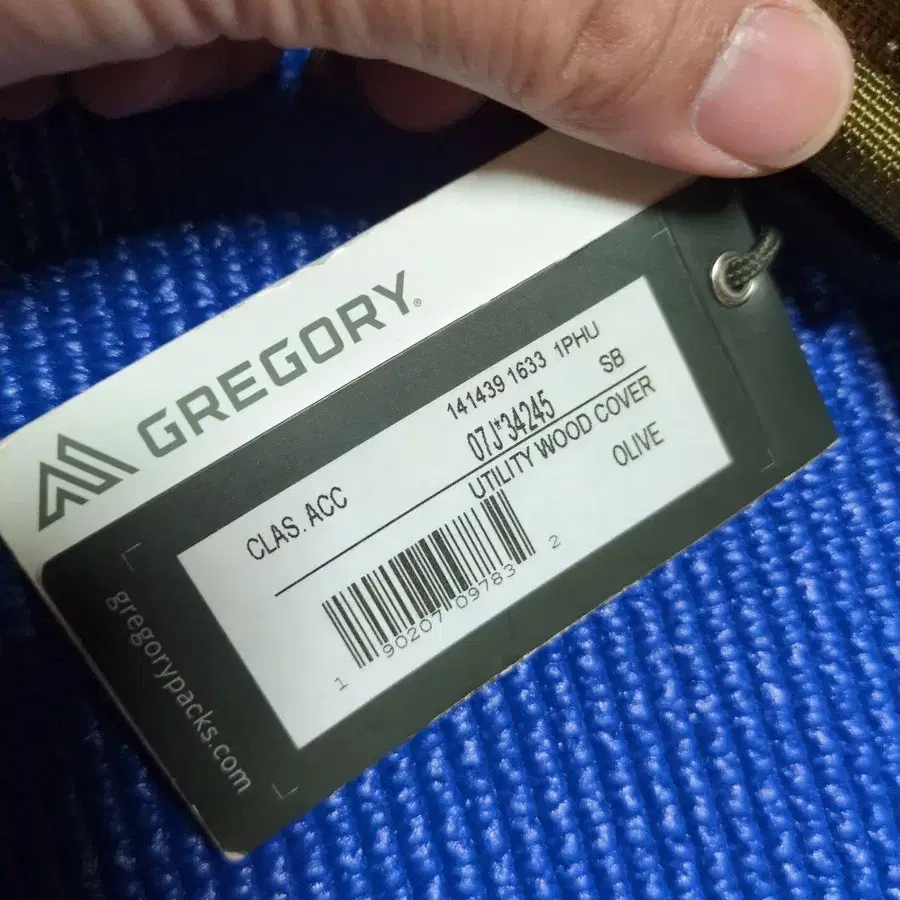 GREGORY®
141439 1633 1PHU
CLAS. ACC 07J*34245 SB
UTILITY WOOD COVER
OLIVE
1 90207 09783 2
gregorypacks.com